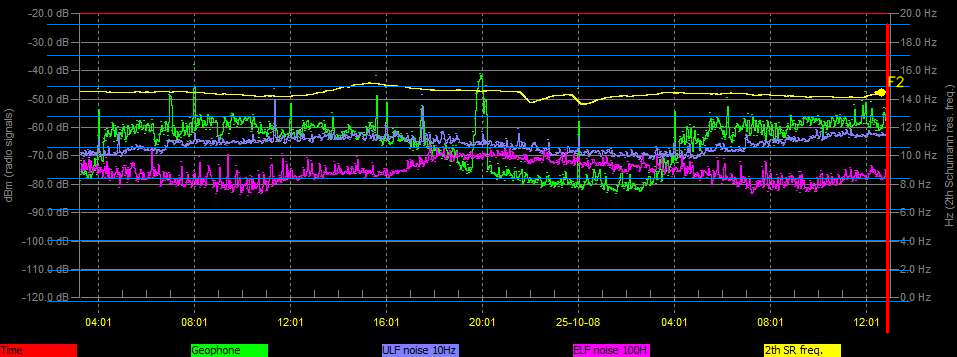 -20.0 dB 20.0 Hz
-30.0 dB 18.0 Hz
-40.0 dB 16.0 Hz
F2
-50.0 dB 14.0 Hz
-60.0 dB 12.0 Hz
-70.0 dB 10.0 Hz
-80.0 dB 8.0 Hz
-90.0 dB 6.0 Hz
-100.0 dB 4.0 Hz
-110.0 dB 2.0 Hz
-120.0 dB 0.0 Hz
dBm (radio signals)
Hz (2th Schumann res. freq.)
04:01 08:01 12:01 16:01 20:01 25-10-08 04:01 08:01 12:01
Time Geophone ULF noise 10Hz ELF noise 100H 2th SR freq.